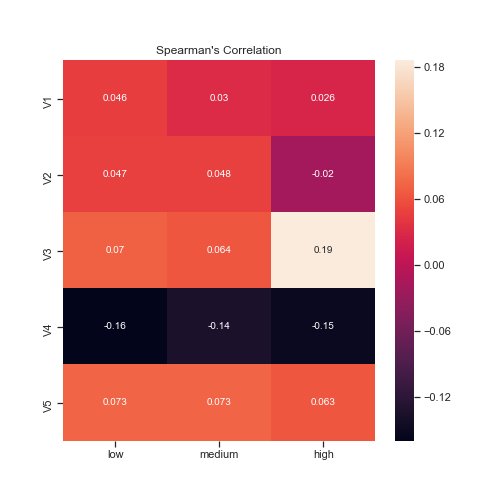 Spearman's Correlation
V1 0.046 0.03 0.026
V2 0.047 0.048 -0.02
V3 0.07 0.064 0.19
V4 -0.16 -0.14 -0.15
V5 0.073 0.073 0.063
low medium high
0.18
0.12
0.06
0.00
-0.06
-0.12